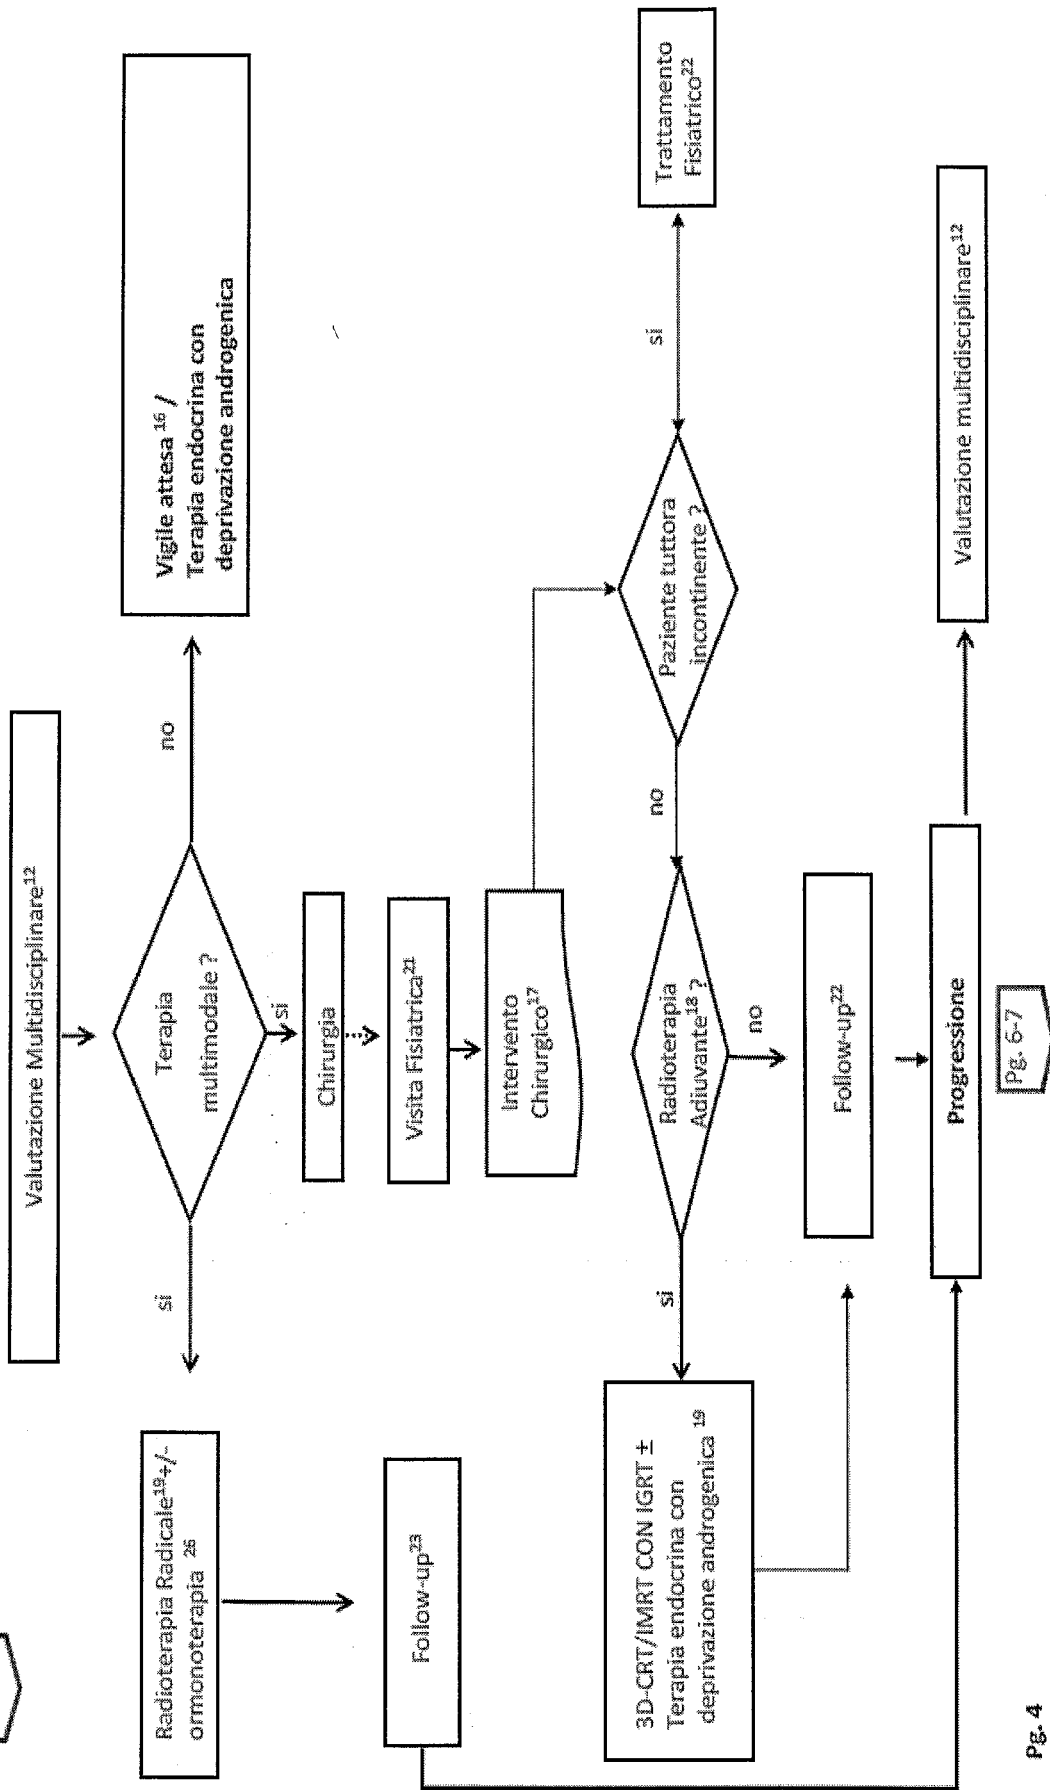 Valutazione Multidisciplinare12
Terapia
multimodale ?
si
no
si
Radioterapia Radicale19+/-
ormoterapia 26
Vigile attesa 16 /
Terapia endocrina con
deprivazione androgenica
Chirurgia
Visita Fisiatrica21
Follow-up23
Intervento
Chirurgico17
3D-CRT/IMRT CON IGRT ±
Terapia endocrina con
deprivazione androgenica 19
si
Radioterapia
Adiuvante18 ?
no
Paziente tuttora
incontinente ?
si
Trattamento
Fisiatrico22
no
Follow-up22
Progressione
Valutazione multidisciplinare12
Pg. 6-7
Pg. 4